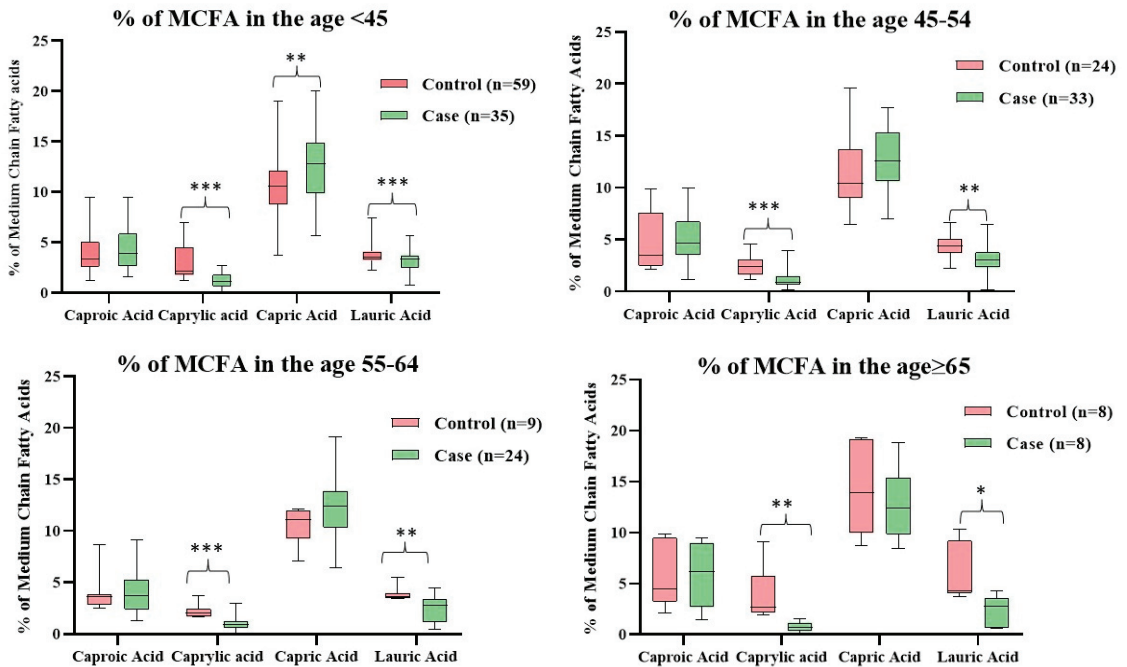 % of MCFA in the age <45
% of Medium Chain Fatty acids
25
20
15
10
5
0
**
***
***
Control (n=59)
Case (n=35)
Caproic Acid Caprylic acid Capric Acid Lauric Acid
% of MCFA in the age 45-54
% of Medium Chain Fatty Acids
25
20
15
10
5
0
***
**
Control (n=24)
Case (n=33)
Caproic Acid Caprylic acid Capric Acid Lauric Acid
% of MCFA in the age 55-64
% of Medium Chain Fatty Acids
25
20
15
10
5
0
***
**
Control (n=9)
Case (n=24)
Caproic Acid Caprylic acid Capric Acid Lauric Acid
% of MCFA in the age≥65
% of Medium Chain Fatty Acids
25
20
15
10
5
0
**
*
Control (n=8)
Case (n=8)
Caproic Acid Caprylic acid Capric Acid Lauric Acid